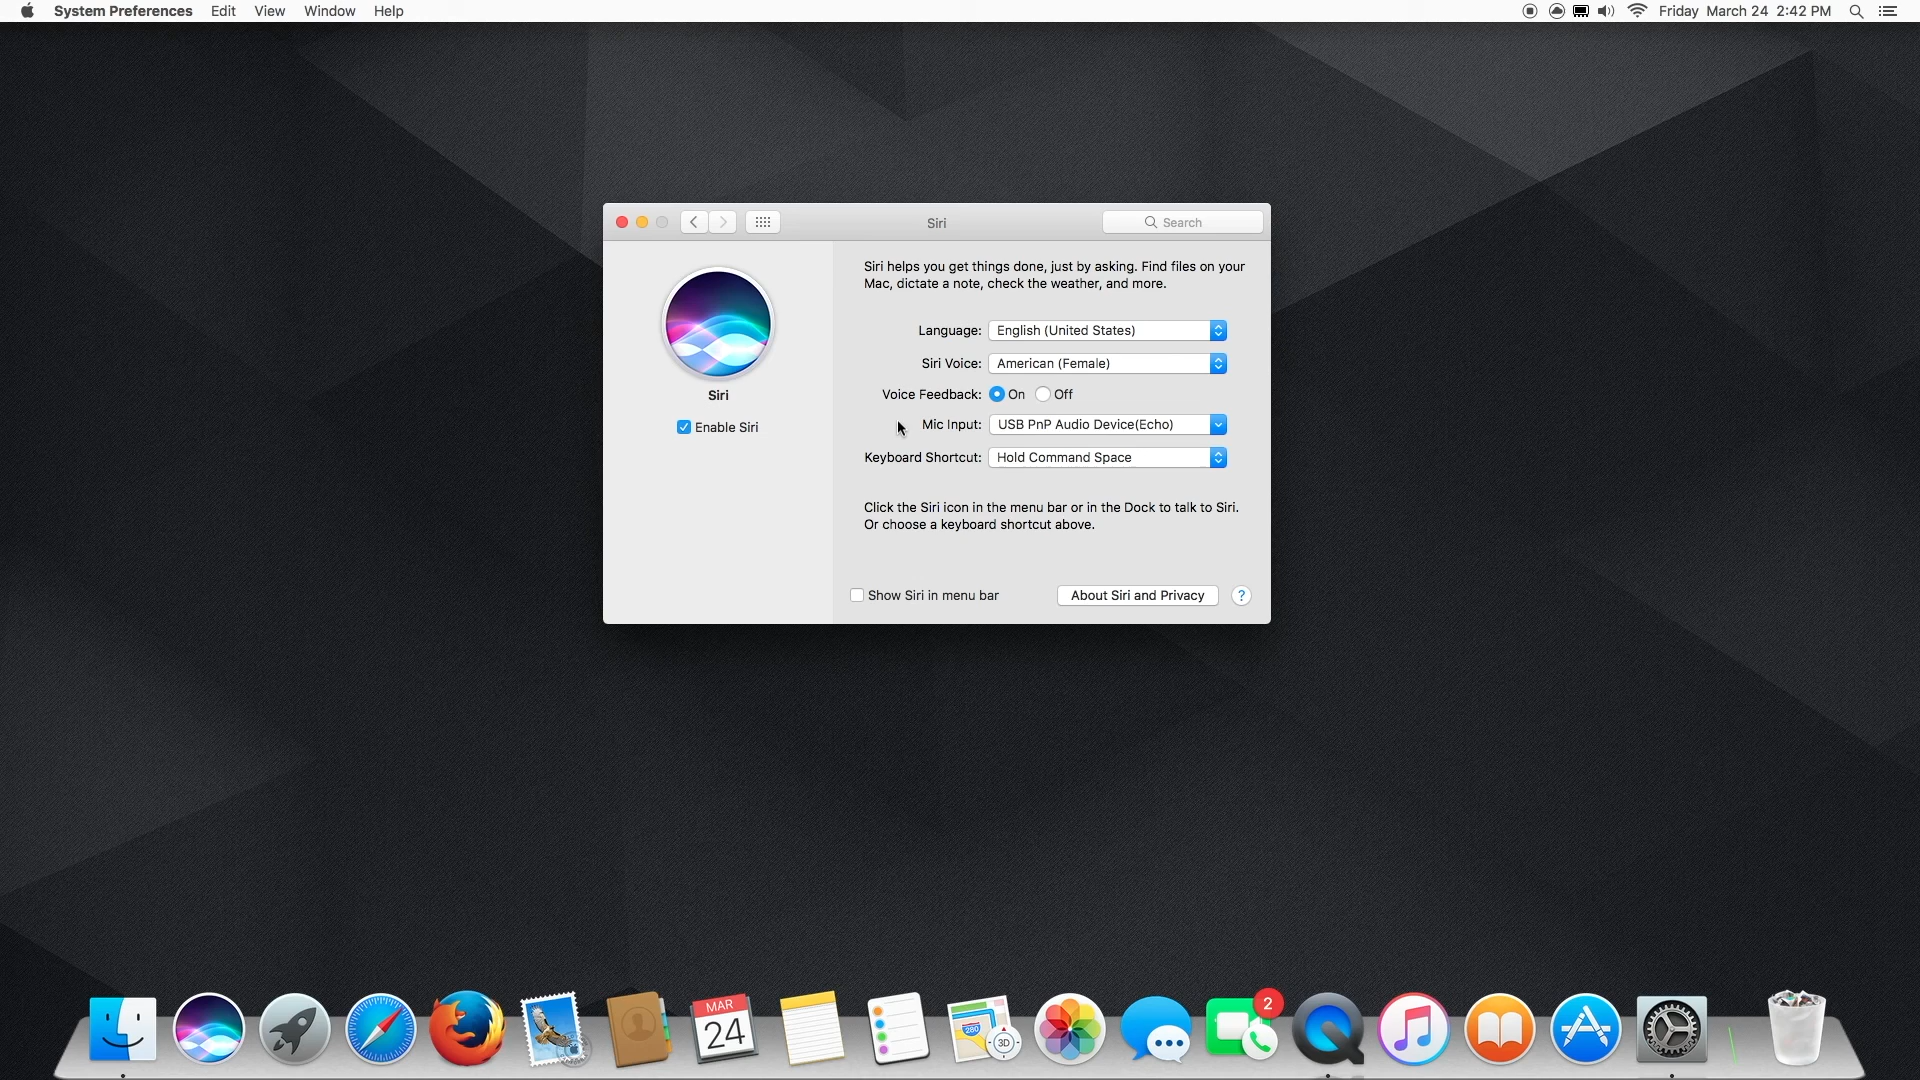 System Preferences Edit View Window Help Friday March 24 2:42 PM
Siri Search
Siri helps you get things done, just by asking. Find files on your
Mac, dictate a note, check the weather, and more.
Language: English (United States)
Siri Voice: American (Female)
Siri
Voice Feedback: On Off
Enable Siri
Mic Input: USB PnP Audio Device(Echo)
Keyboard Shortcut: Hold Command Space
Click the Siri icon in the menu bar or in the Dock to talk to Siri.
Or choose a keyboard shortcut above.
Show Siri in menu bar About Siri and Privacy ?
MAR
24
280
3D
2